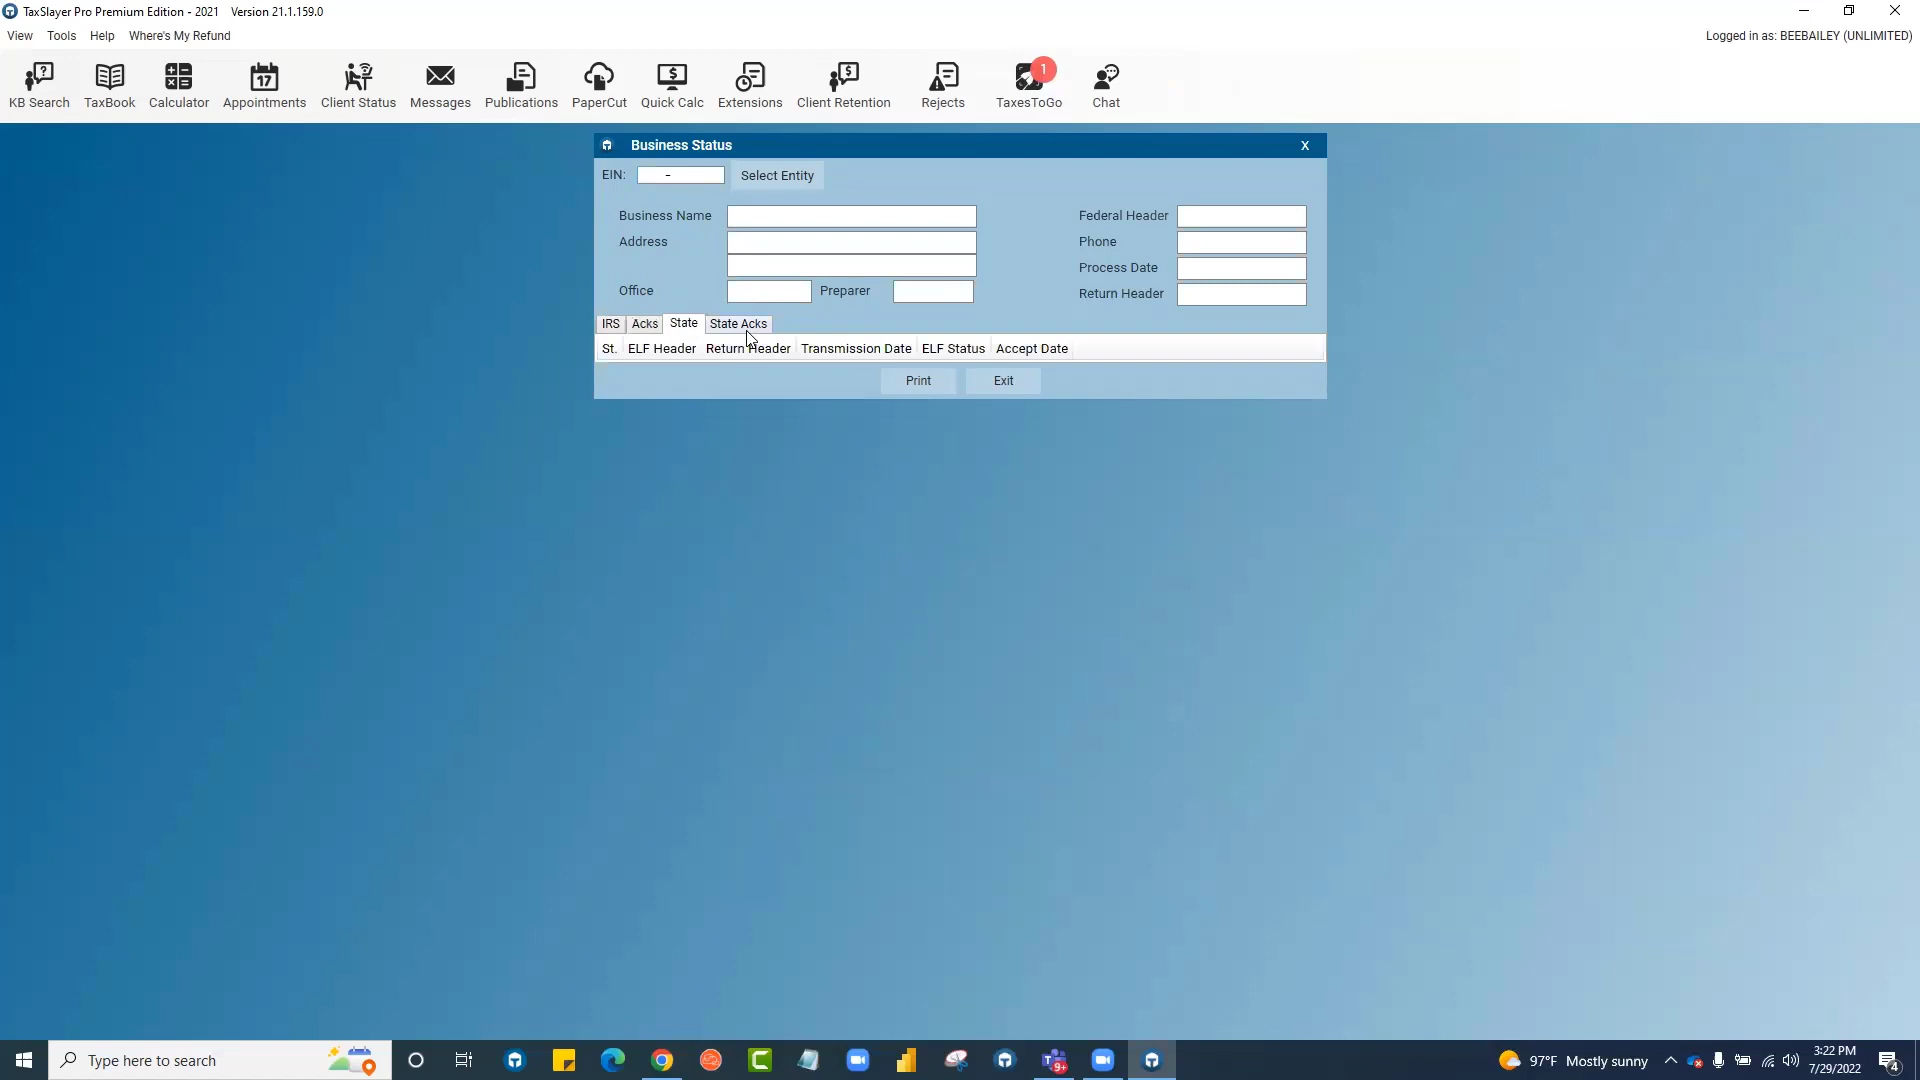 TaxSlayer Pro Premium Edition - 2021 Version 21.1.159.0
View Tools Help Where's My Refund Logged in as: BEEBAILEY (UNLIMITED)
17 1
KB Search TaxBook Calculator Appointments Client Status Messages Publications PaperCut Quick Calc Extensions Client Retention Rejects TaxesToGo Chat
Business Status X
EIN: - Select Entity
Business Name Federal Header
Address Phone
Process Date
Office Preparer Return Header
IRS Acks State State Acks
St. ELF Header Return Header Transmission Date ELF Status Accept Date
Print Exit
Type here to search 9+ 97°F Mostly sunny 3:22 PM
7/29/2022 4